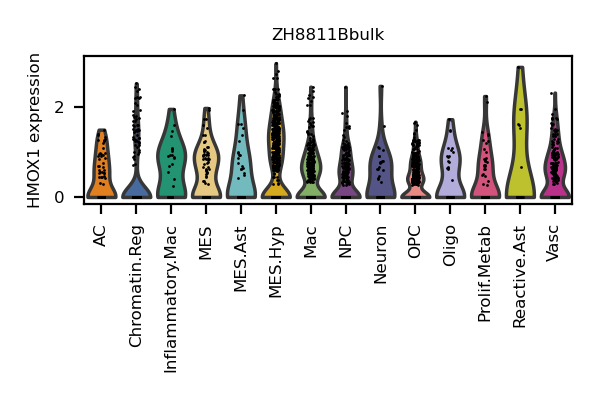 ZH8811Bbulk
HMOX1 expression
2
0
AC
Chromatin.Reg
Inflammatory.Mac
MES
MES.Ast
MES.Hyp
Mac
NPC
Neuron
OPC
Oligo
Prolif.Metab
Reactive.Ast
Vasc